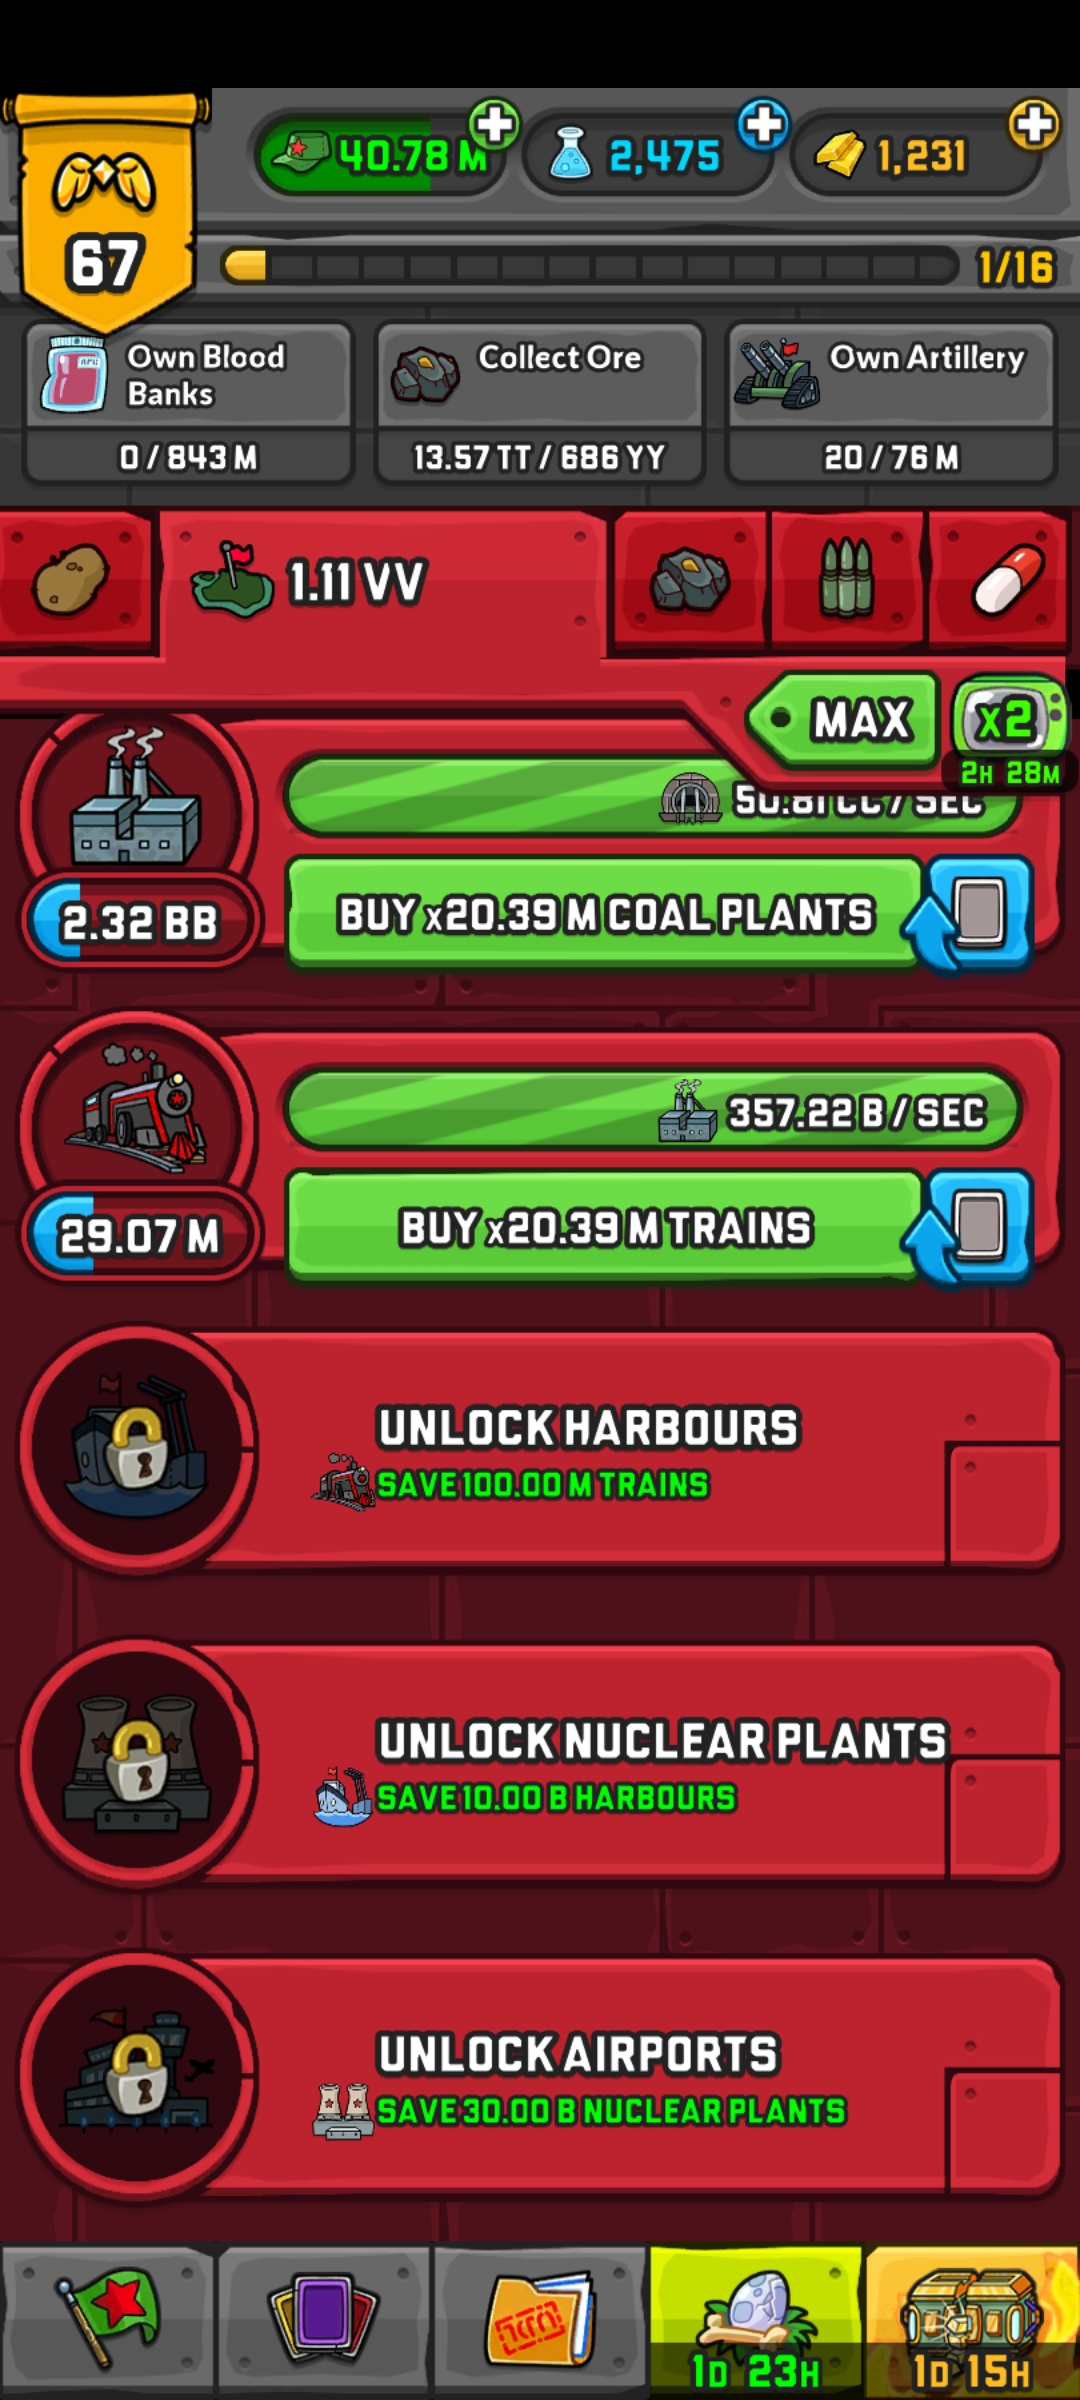 67
40.78 M
2,475
1,231
1/16
Own Blood
Banks
0 / 843 M
Collect Ore
13.57 TT / 686 YY
Own Artillery
20 / 76 M
1.11 VV
MAX
x2
2H 28M
50.81 CC / SEC
BUY x20.39 M COAL PLANTS
2.32 BB
357.22 B / SEC
BUY x20.39 M TRAINS
29.07 M
UNLOCK HARBOURS
SAVE 100.00 M TRAINS
UNLOCK NUCLEAR PLANTS
SAVE 10.00 B HARBOURS
UNLOCK AIRPORTS
SAVE 30.00 B NUCLEAR PLANTS
1D 23H
1D 15H